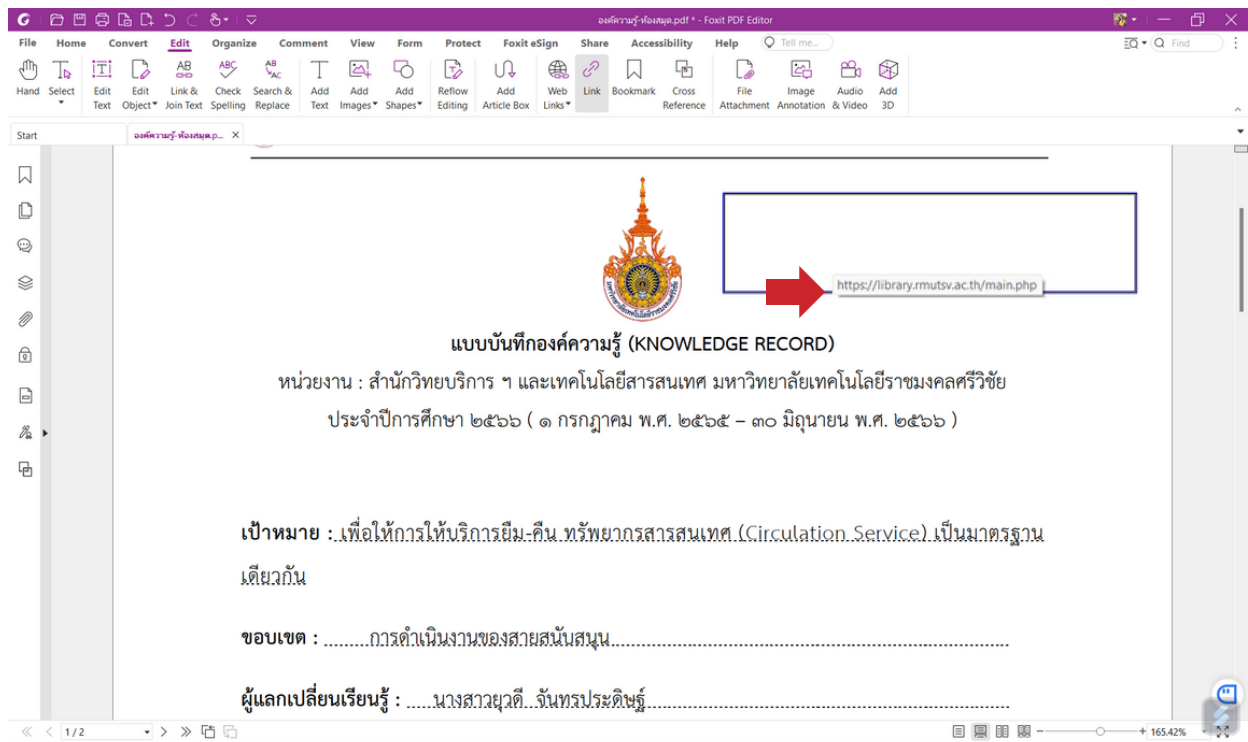 องค์ความรู้-ห้องสมุด.pdf * - Foxit PDF Editor
File Home Convert Edit Organize Comment View Form Protect Foxit eSign Share Accessibility Help Tell me... Find
Hand Select Edit Text Edit Object Link & Join Text Check Spelling Search & Replace Add Text Add Images Add Shapes Reflow Editing Add Article Box Web Links Link Bookmark Cross Reference File Attachment Image Annotation Audio & Video Add 3D
Start องค์ความรู้-ห้องสมุด.p...
https://library.rmutsv.ac.th/main.php
แบบบันทึกองค์ความรู้ (KNOWLEDGE RECORD)
หน่วยงาน : สำนักวิทยบริการ ฯ และเทคโนโลยีสารสนเทศ มหาวิทยาลัยเทคโนโลยีราชมงคลศรีวิชัย
ประจำปีการศึกษา ๒๕๖๖ ( ๑ กรกฎาคม พ.ศ. ๒๕๖๕ – ๓๐ มิถุนายน พ.ศ. ๒๕๖๖ )
เป้าหมาย : เพื่อให้การให้บริการยืม-คืน ทรัพยากรสารสนเทศ (Circulation Service) เป็นมาตรฐาน
เดียวกัน
ขอบเขต : การดำเนินงานของสายสนับสนุน
ผู้แลกเปลี่ยนเรียนรู้ : นางสาวยุวดี จันทรประดิษฐ์
1/2 165.42%